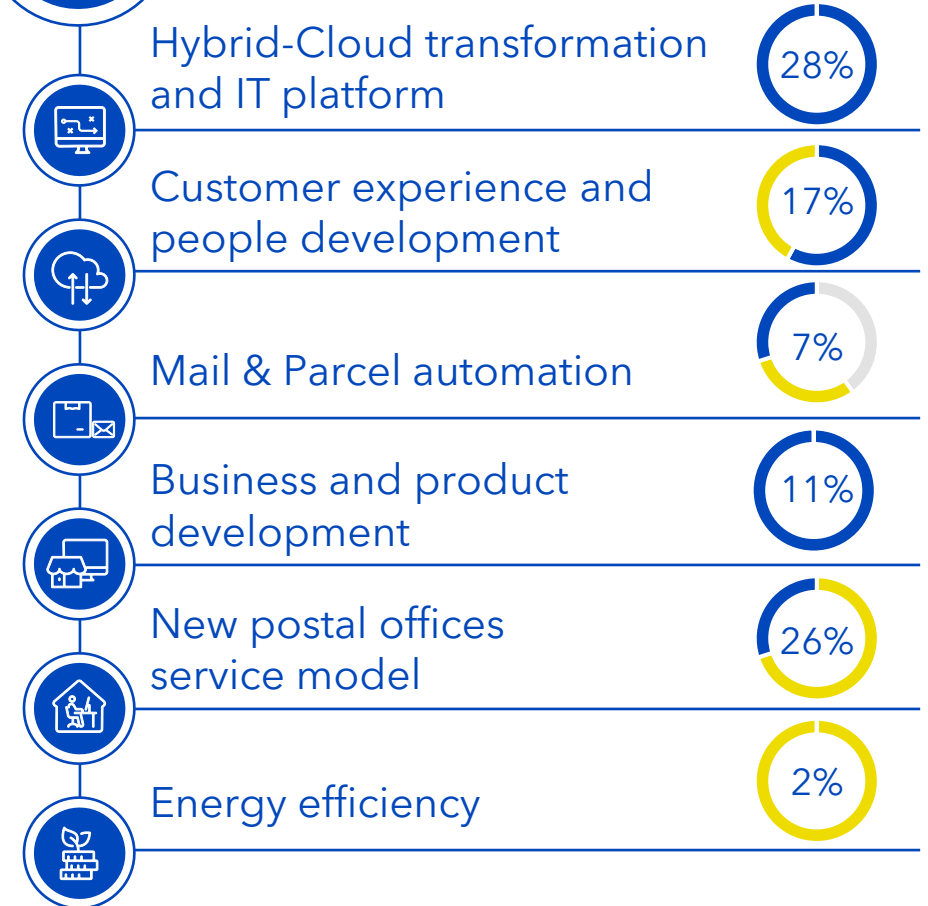 Hybrid-Cloud transformation
and IT platform
28%
Customer experience and
people development
17%
Mail & Parcel automation
7%
Business and product
development
11%
New postal offices
service model
26%
Energy efficiency
2%